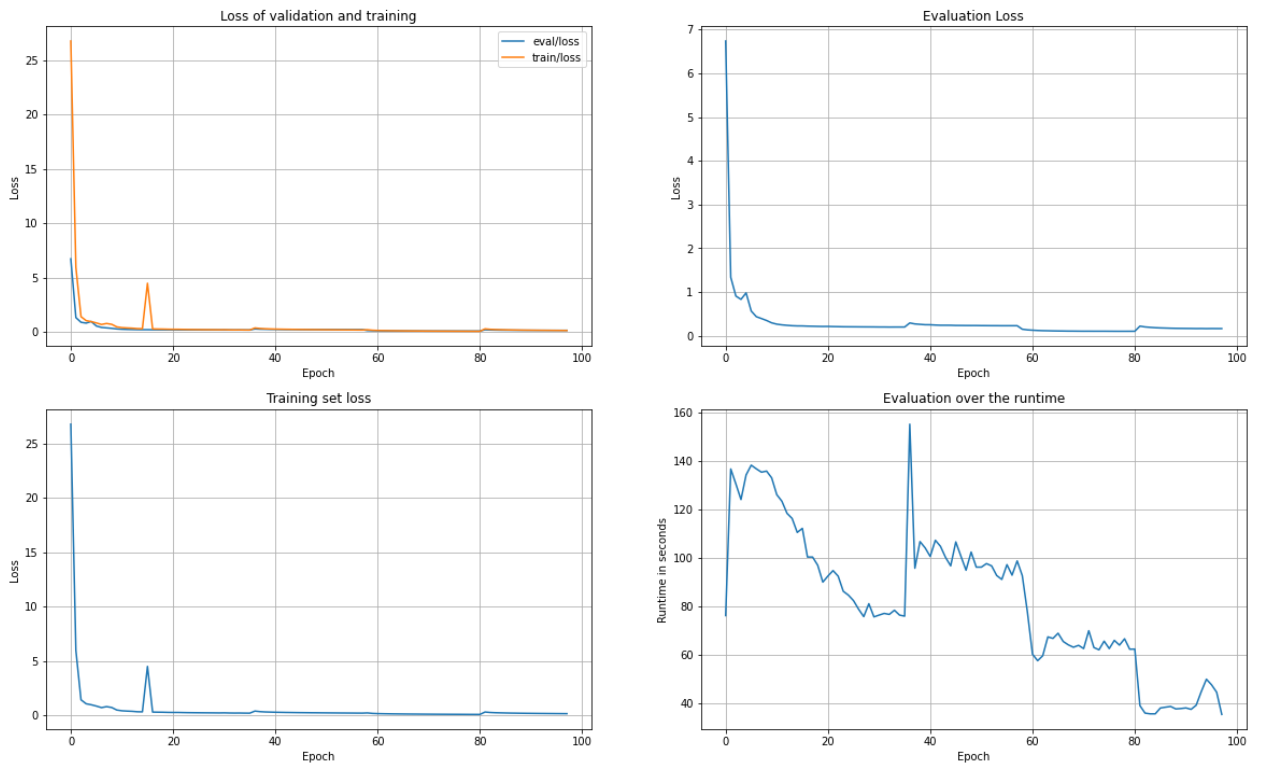 Loss of validation and training
25
20
15
10
5
0
Loss
eval/loss
train/loss
0 20 40 60 80 100
Epoch
Evaluation Loss
7
6
5
4
3
2
1
0
Loss
0 20 40 60 80 100
Epoch
Training set loss
25
20
15
10
5
0
Loss
0 20 40 60 80 100
Epoch
Evaluation over the runtime
160
140
120
100
80
60
40
Runtime in seconds
0 20 40 60 80 100
Epoch